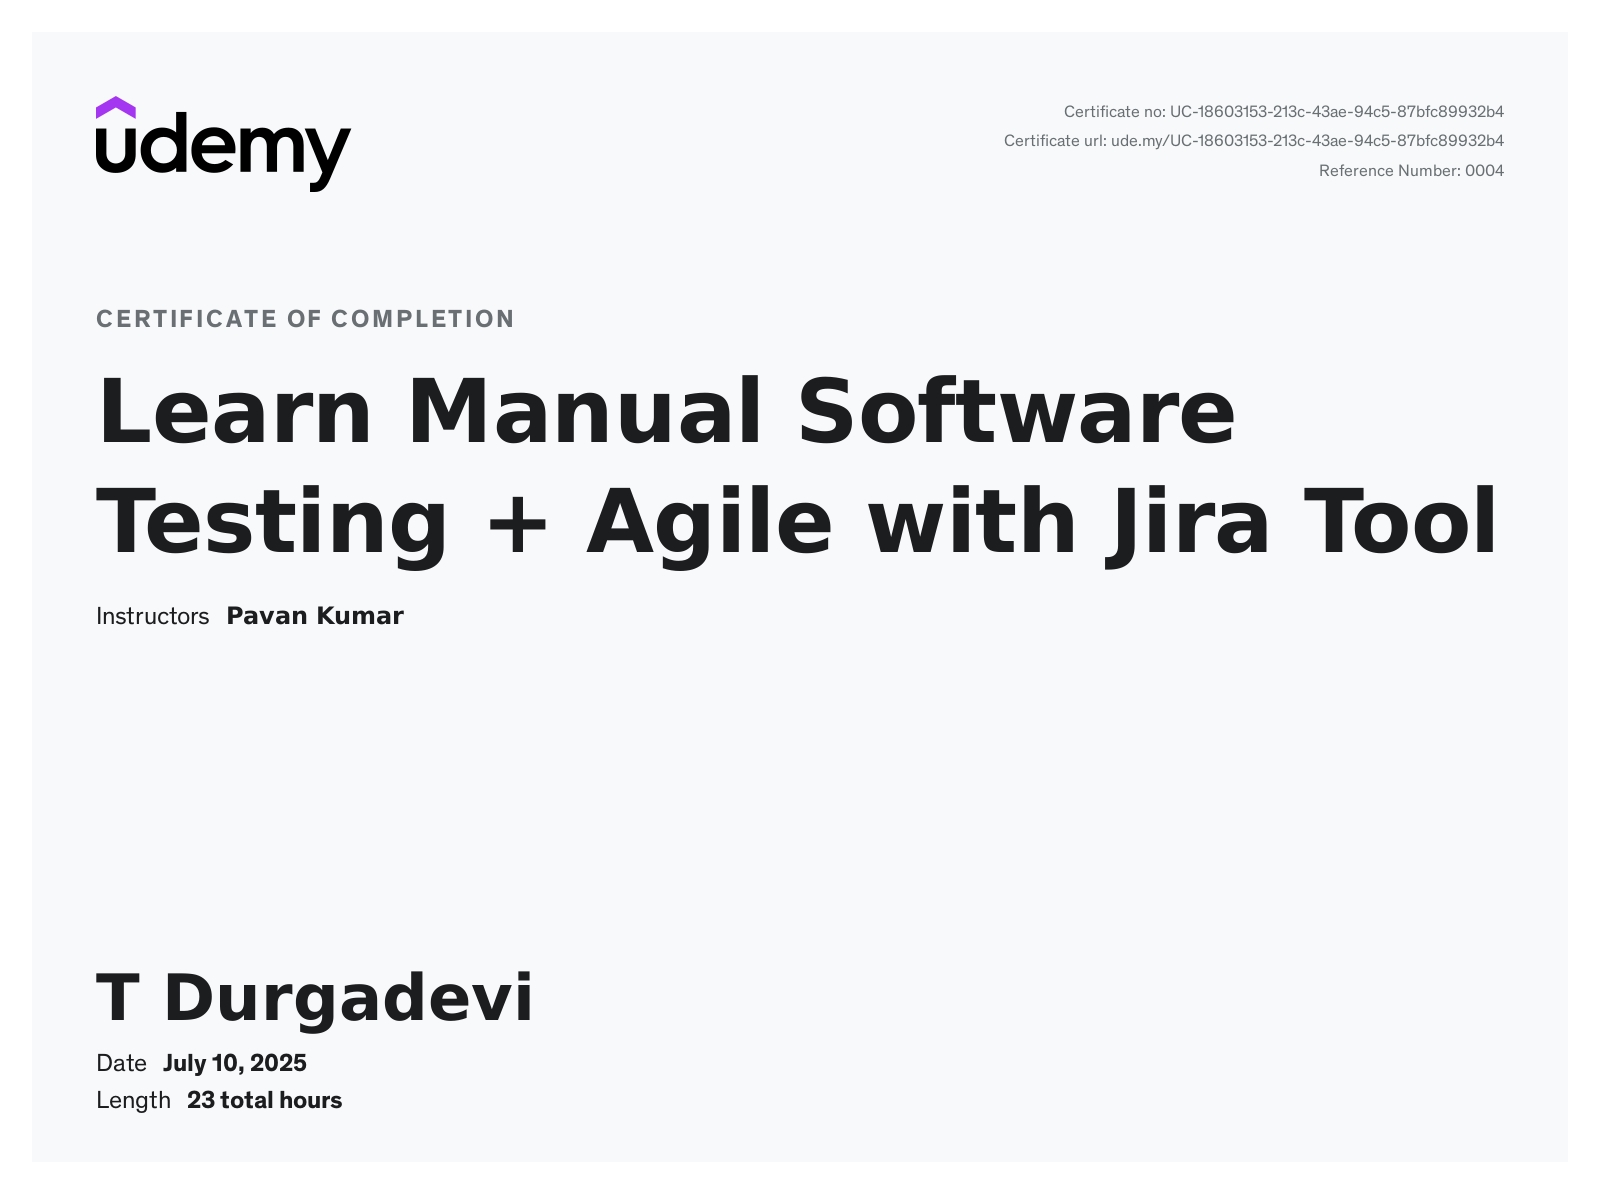 udemy
Certificate no: UC-18603153-213c-43ae-94c5-87bfc89932b4
Certificate url: ude.my/UC-18603153-213c-43ae-94c5-87bfc89932b4
Reference Number: 0004
CERTIFICATE OF COMPLETION
Learn Manual Software
Testing + Agile with Jira Tool
Instructors Pavan Kumar
T Durgadevi
Date July 10, 2025
Length 23 total hours